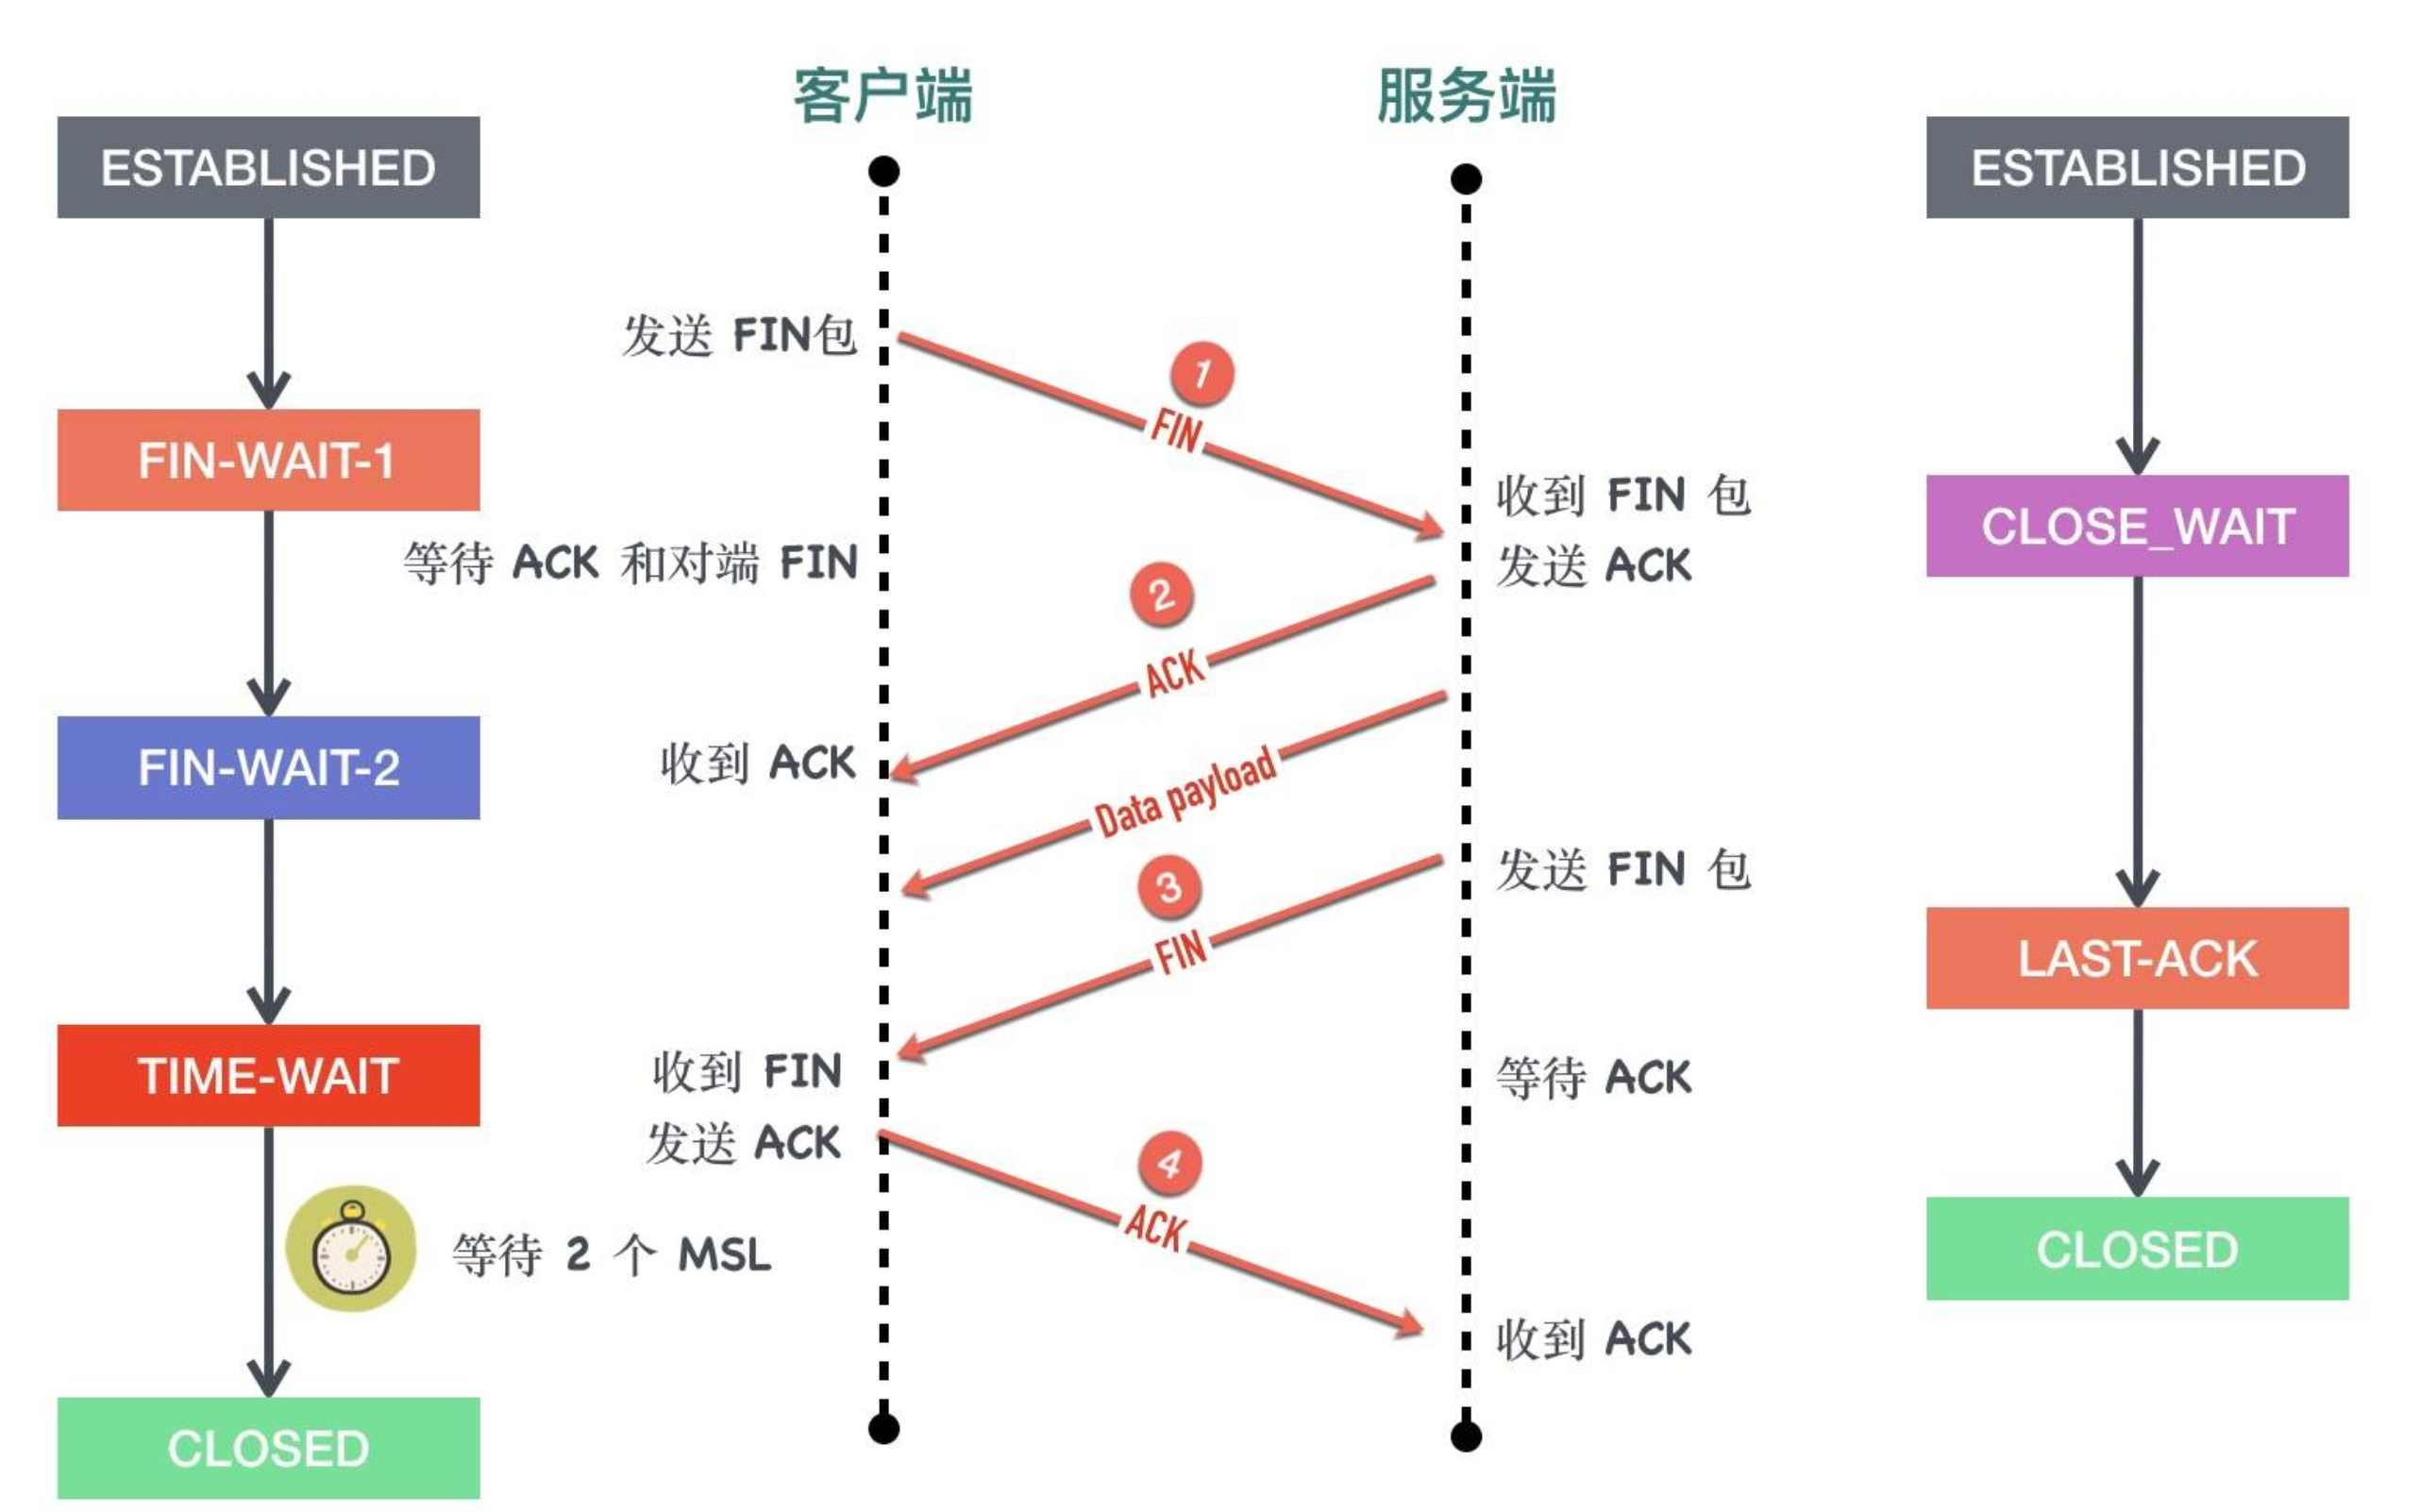 客户端
服务端
ESTABLISHED
ESTABLISHED
发送 FIN包
1
FIN
FIN-WAIT-1
收到 FIN 包
CLOSE_WAIT
等待 ACK 和对端 FIN
发送 ACK
2
ACK
FIN-WAIT-2
收到 ACK
Data payload
3
发送 FIN 包
FIN
LAST-ACK
TIME-WAIT
收到 FIN
等待 ACK
发送 ACK
4
ACK
等待 2 个 MSL
CLOSED
收到 ACK
CLOSED